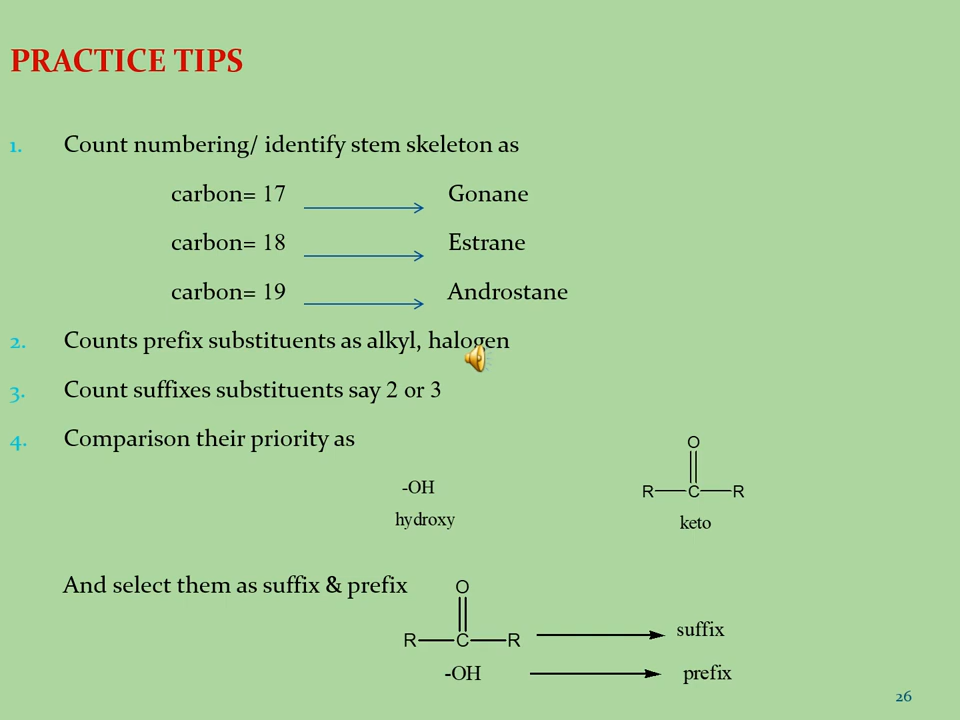 PRACTICE TIPS
1. Count numbering/ identify stem skeleton as
carbon= 17 Gonane
carbon= 18 Estrane
carbon= 19 Androstane
2. Counts prefix substituents as alkyl, halogen
3. Count suffixes substituents say 2 or 3
4. Comparison their priority as
O
-OH R C R
hydroxy keto
And select them as suffix & prefix O
R C R suffix
-OH prefix
26